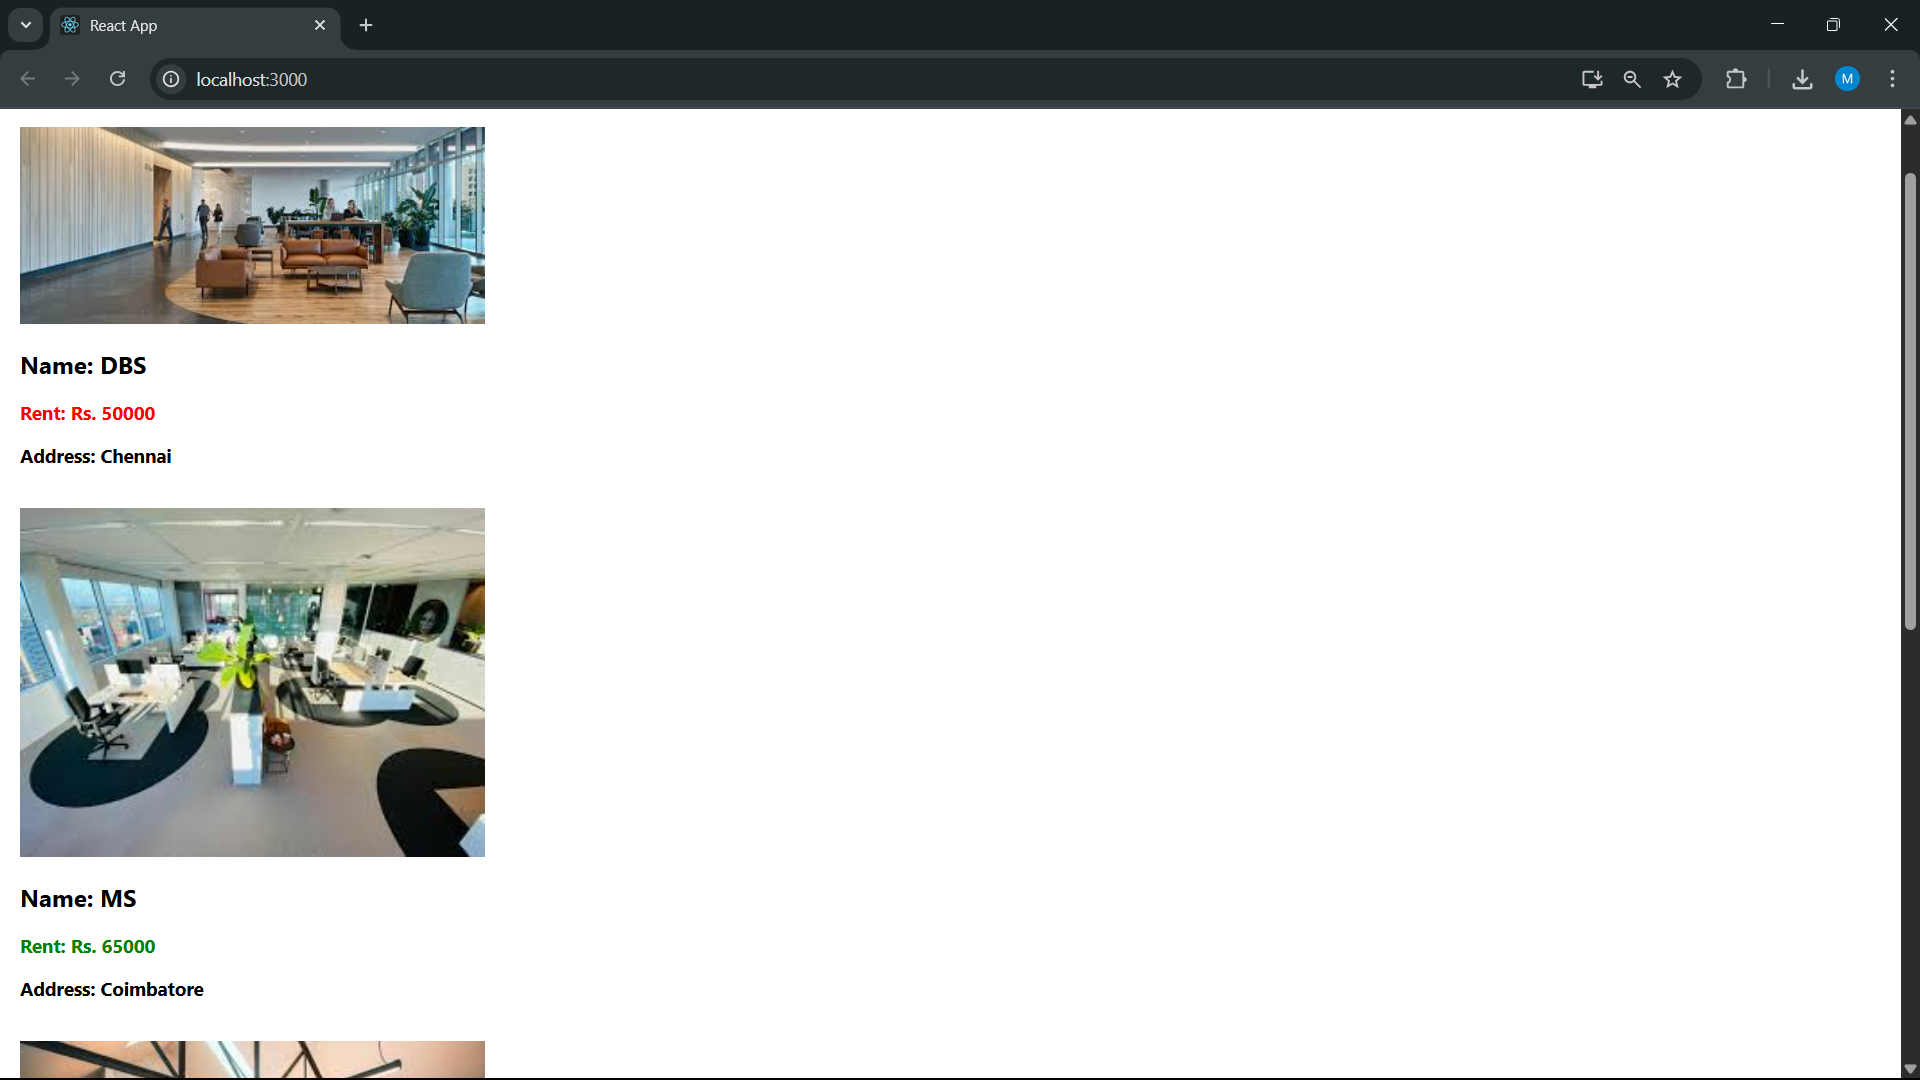 React App
localhost:3000
M
Name: DBS
Rent: Rs. 50000
Address: Chennai
Name: MS
Rent: Rs. 65000
Address: Coimbatore